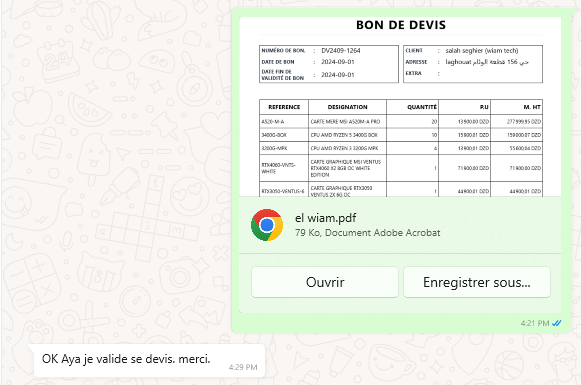 BON DE DEVIS
NUMÉRO DE BON. : DV2409-1264
DATE DE BON : 2024-09-01
DATE FIN DE VALIDITÉ DE BON : 2024-09-01
CLIENT : salah seghier (wiam tech)
ADRESSE : laghouat حي 156 قطعة الوئام
EXTRA :
REFERENCE DESIGNATION QUANTITÉ P.U M. HT
A520-M-A CARTE MERE MSI A520M-A PRO 20 13900.00 DZD 277999.95 DZD
3400G-BOX CPU AMD RYZEN 5 3400G BOX 10 15900.01 DZD 159000.07 DZD
3200G-MPK CPU AMD RYZEN 3 3200G MPK 4 13900.01 DZD 55600.04 DZD
RTX4060-VNTS-WHITE CARTE GRAPHIQUE MSI VENTUS RTX4060 X2 8GB OC WHITE EDITION 1 71900.00 DZD 71900.00 DZD
RTX3050-VENTUS-6 CARTE GRAPHIQUE RTX3050 VENTUS 2X 6G OC 1 44900.01 DZD 44900.01 DZD
el wiam.pdf
79 Ko, Document Adobe Acrobat
Ouvrir
Enregistrer sous...
4:21 PM
OK Aya je valide se devis. merci.
4:29 PM